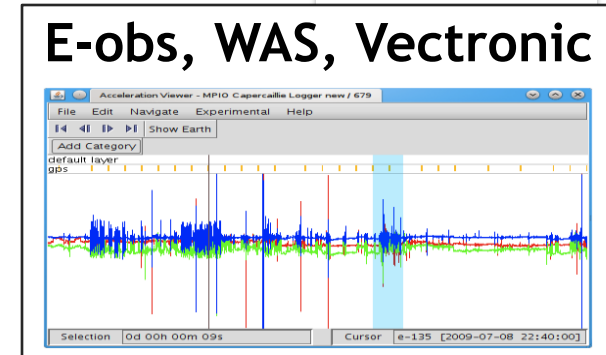 E-obs, WAS, Vectronic
Acceleration Viewer - MPIO Capercaillie Logger new / 679
File Edit Navigate Experimental Help
Show Earth
Add Category
default layer
gps
Selection 0d 00h 00m 09s Cursor e-135 [2009-07-08 22:40:00]